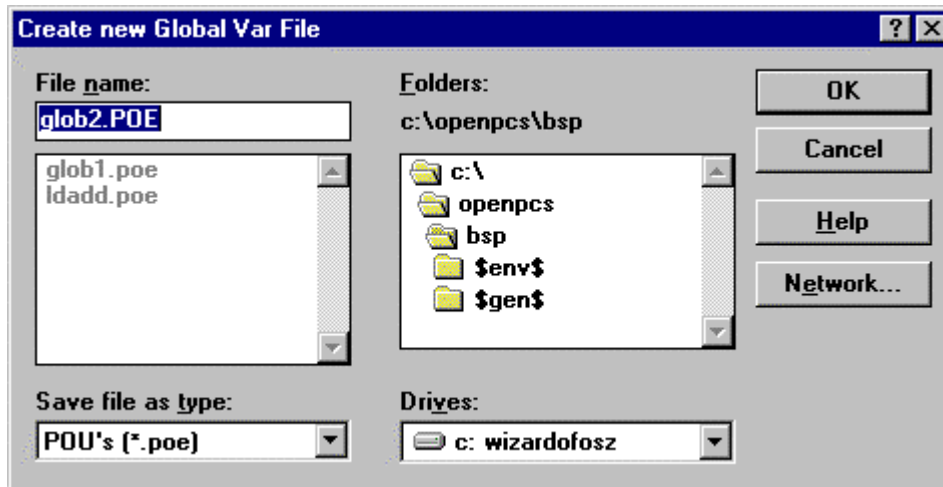 Create new Global Var File
File name:
glob2.POE
glob1.poe
ldadd.poe
Save file as type:
POU's (*.poe)
Folders:
c:\openpcs\bsp
c:\
openpcs
bsp
$env$
$gen$
Drives:
c: wizardofosz
OK
Cancel
Help
Network...